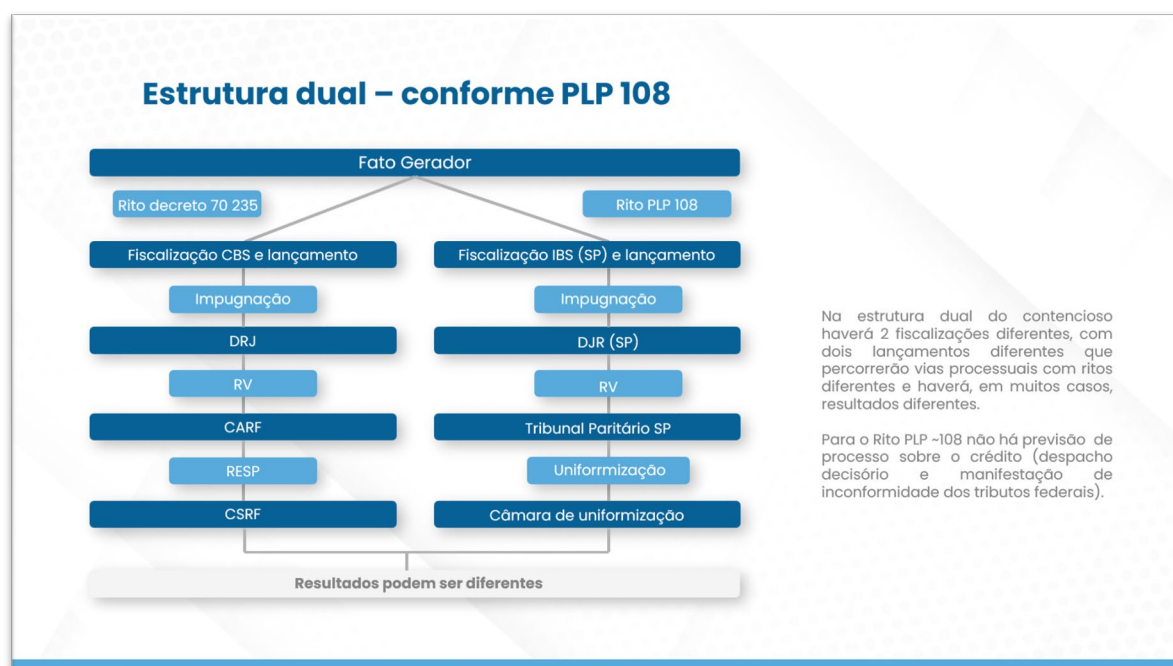 Estrutura dual – conforme PLP 108
Fato Gerador
Rito decreto 70 235
Rito PLP 108
Fiscalização CBS e lançamento
Fiscalização IBS (SP) e lançamento
Impugnação
Impugnação
DRJ
DJR (SP)
RV
RV
CARF
Tribunal Paritário SP
RESP
Uniforrmização
CSRF
Câmara de uniformização
Resultados podem ser diferentes
Na estrutura dual do contencioso
haverá 2 fiscalizações diferentes, com
dois lançamentos diferentes que
percorrerão vias processuais com ritos
diferentes e haverá, em muitos casos,
resultados diferentes.
Para o Rito PLP ~108 não há previsão de
processo sobre o crédito (despacho
decisório e manifestação de
inconformidade dos tributos federais).